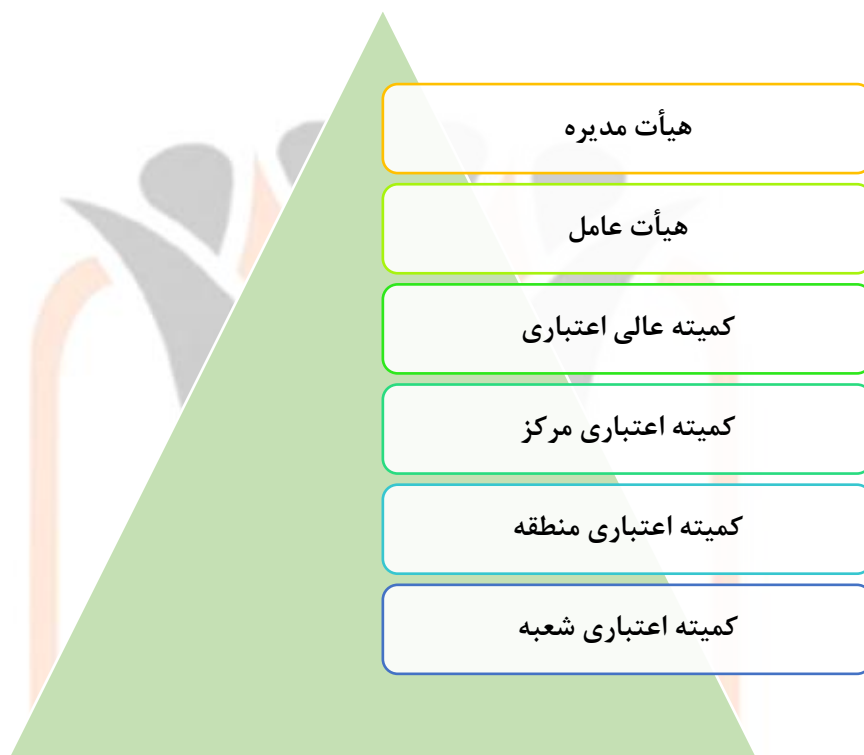 هیأت مدیره
هیأت عامل
کمیته عالی اعتباری
کمیته اعتباری مرکز
کمیته اعتباری منطقه
کمیته اعتباری شعبه